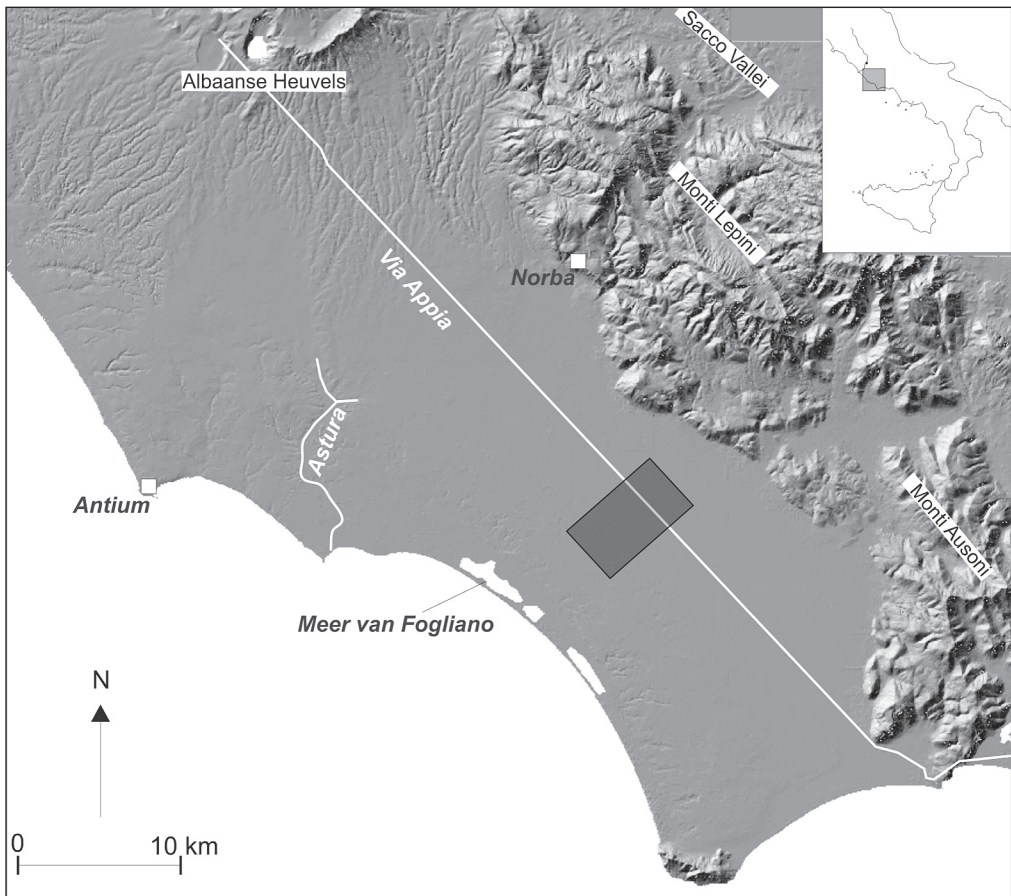 Sacco Vallei
Albaanse Heuvels
Monti Lepini
Via Appia
Norba
Astura
Antium
Monti Ausoni
Meer van Fogliano
N
0
10 km